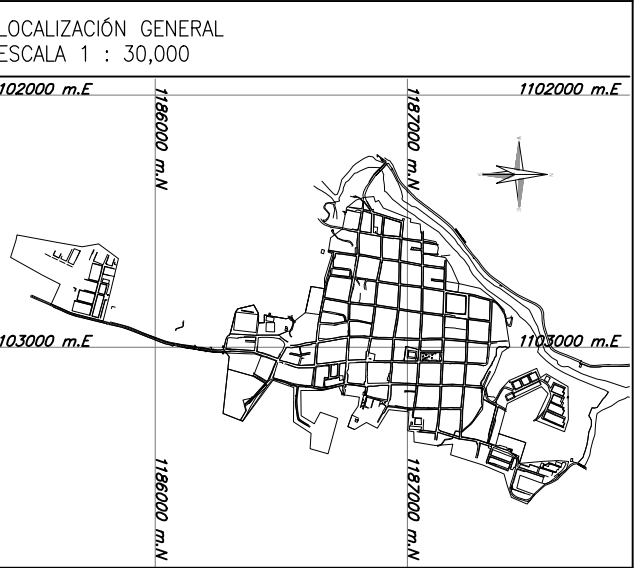 LOCALIZACIÓN GENERAL
ESCALA 1 : 30,000
102000 m.E
1102000 m.E
1186000 m.N
1187000 m.N
103000 m.E
1103000 m.E
1186000 m.N
1187000 m.N